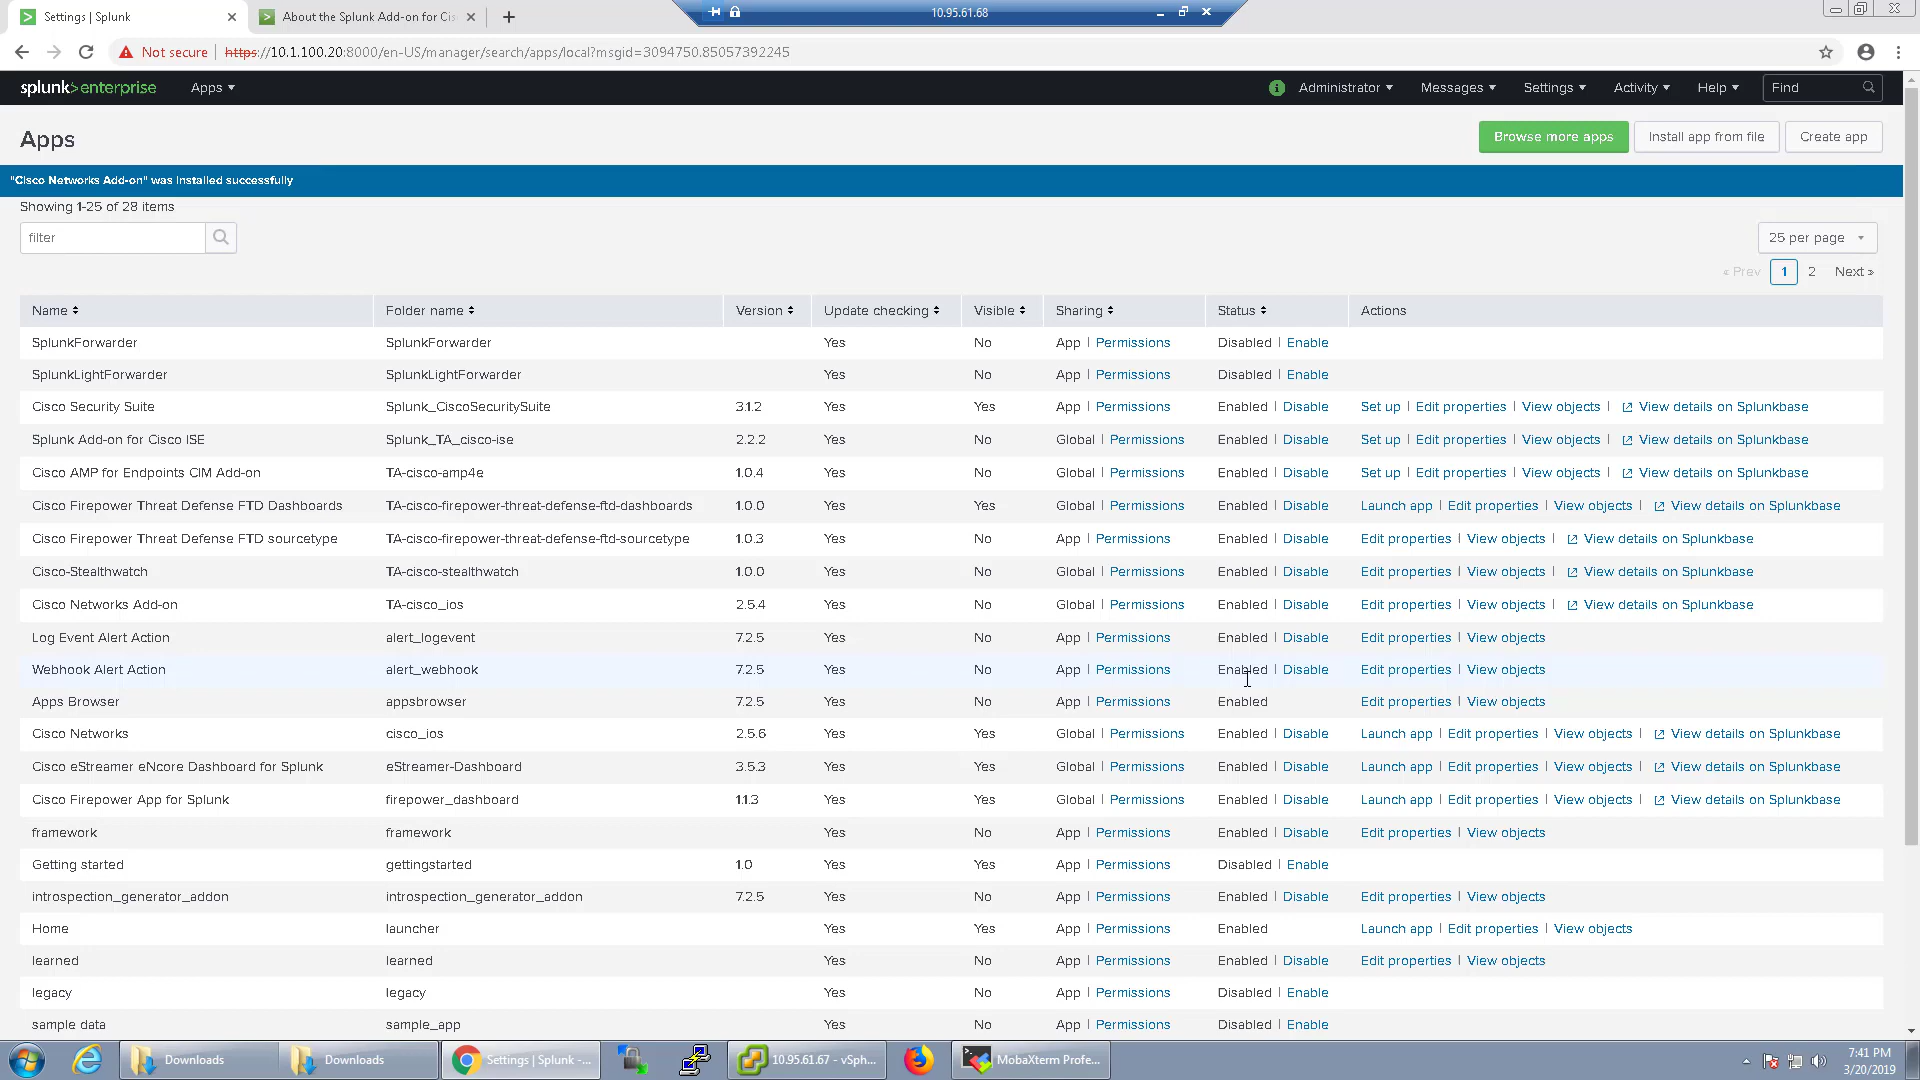 Settings | Splunk
About the Splunk Add-on for Cis
10.95.61.68
Not secure
https://10.1.100.20:8000/en-US/manager/search/apps/local?msgid=3094750.85057392245
splunk>enterprise Apps Administrator Messages Settings Activity Help Find
Apps Browse more apps Install app from file Create app
"Cisco Networks Add-on" was installed successfully
Showing 1-25 of 28 items
filter 25 per page
« Prev 1 2 Next »
Name Folder name Version Update checking Visible Sharing Status Actions
SplunkForwarder SplunkForwarder Yes No App | Permissions Disabled | Enable
SplunkLightForwarder SplunkLightForwarder Yes No App | Permissions Disabled | Enable
Cisco Security Suite Splunk_CiscoSecuritySuite 3.1.2 Yes Yes App | Permissions Enabled | Disable Set up | Edit properties | View objects | View details on Splunkbase
Splunk Add-on for Cisco ISE Splunk_TA_cisco-ise 2.2.2 Yes No Global | Permissions Enabled | Disable Set up | Edit properties | View objects | View details on Splunkbase
Cisco AMP for Endpoints CIM Add-on TA-cisco-amp4e 1.0.4 Yes No Global | Permissions Enabled | Disable Set up | Edit properties | View objects | View details on Splunkbase
Cisco Firepower Threat Defense FTD Dashboards TA-cisco-firepower-threat-defense-ftd-dashboards 1.0.0 Yes Yes Global | Permissions Enabled | Disable Launch app | Edit properties | View objects | View details on Splunkbase
Cisco Firepower Threat Defense FTD sourcetype TA-cisco-firepower-threat-defense-ftd-sourcetype 1.0.3 Yes No App | Permissions Enabled | Disable Edit properties | View objects | View details on Splunkbase
Cisco-Stealthwatch TA-cisco-stealthwatch 1.0.0 Yes No Global | Permissions Enabled | Disable Edit properties | View objects | View details on Splunkbase
Cisco Networks Add-on TA-cisco_ios 2.5.4 Yes No Global | Permissions Enabled | Disable Edit properties | View objects | View details on Splunkbase
Log Event Alert Action alert_logevent 7.2.5 Yes No App | Permissions Enabled | Disable Edit properties | View objects
Webhook Alert Action alert_webhook 7.2.5 Yes No App | Permissions Enabled | Disable Edit properties | View objects
Apps Browser appsbrowser 7.2.5 Yes No App | Permissions Enabled Edit properties | View objects
Cisco Networks cisco_ios 2.5.6 Yes Yes Global | Permissions Enabled | Disable Launch app | Edit properties | View objects | View details on Splunkbase
Cisco eStreamer eNcore Dashboard for Splunk eStreamer-Dashboard 3.5.3 Yes Yes Global | Permissions Enabled | Disable Launch app | Edit properties | View objects | View details on Splunkbase
Cisco Firepower App for Splunk firepower_dashboard 1.1.3 Yes Yes Global | Permissions Enabled | Disable Launch app | Edit properties | View objects | View details on Splunkbase
framework framework Yes No App | Permissions Enabled | Disable Edit properties | View objects
Getting started gettingstarted 1.0 Yes Yes App | Permissions Disabled | Enable
introspection_generator_addon introspection_generator_addon 7.2.5 Yes No App | Permissions Enabled | Disable Edit properties | View objects
Home launcher Yes Yes App | Permissions Enabled Launch app | Edit properties | View objects
learned learned Yes No App | Permissions Enabled | Disable Edit properties | View objects
legacy legacy Yes No App | Permissions Disabled | Enable
sample data sample_app Yes No App | Permissions Disabled | Enable
Downloads Downloads Settings | Splunk -... 10.95.61.67 - vSph... MobaXterm Profe... 7:41 PM
3/20/2019